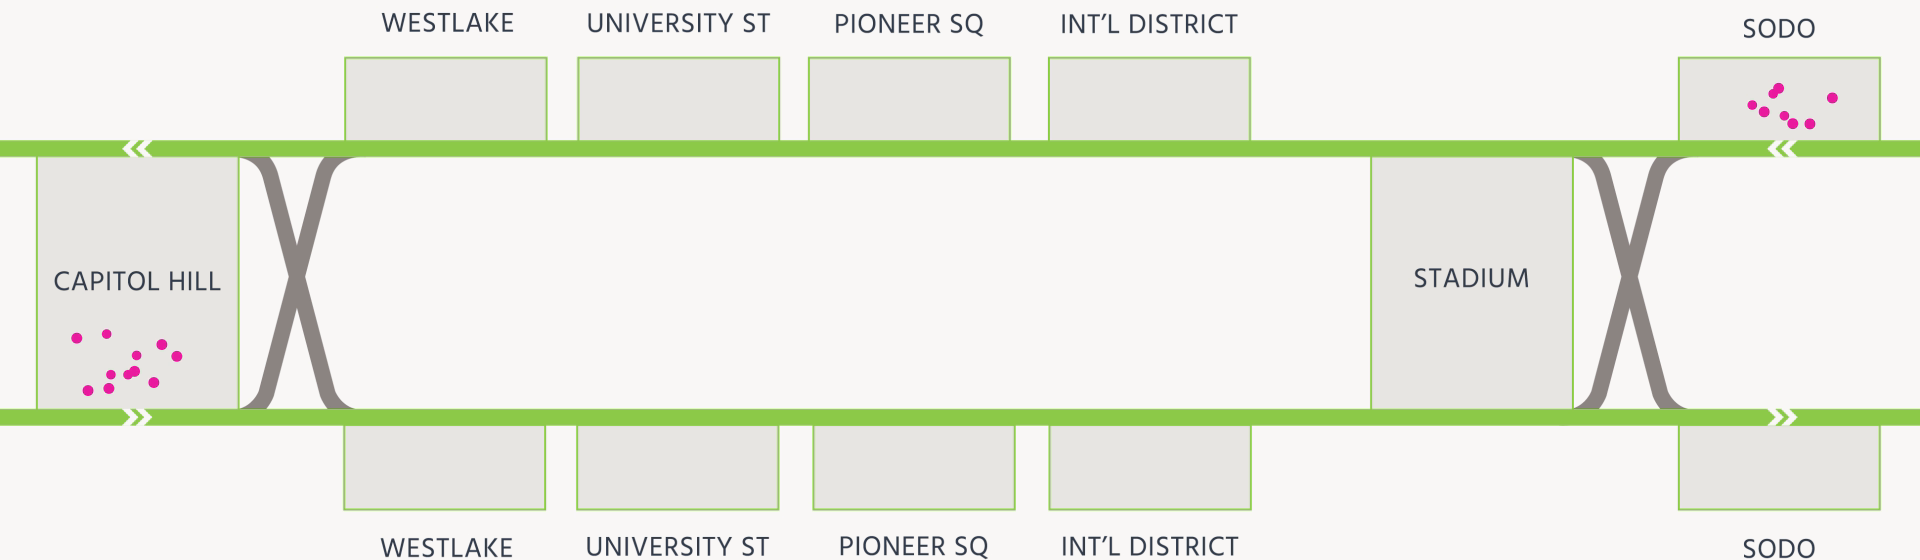 WESTLAKE
UNIVERSITY ST
PIONEER SQ
INT’L DISTRICT
SODO
CAPITOL HILL
STADIUM
WESTLAKE
UNIVERSITY ST
PIONEER SQ
INT’L DISTRICT
SODO